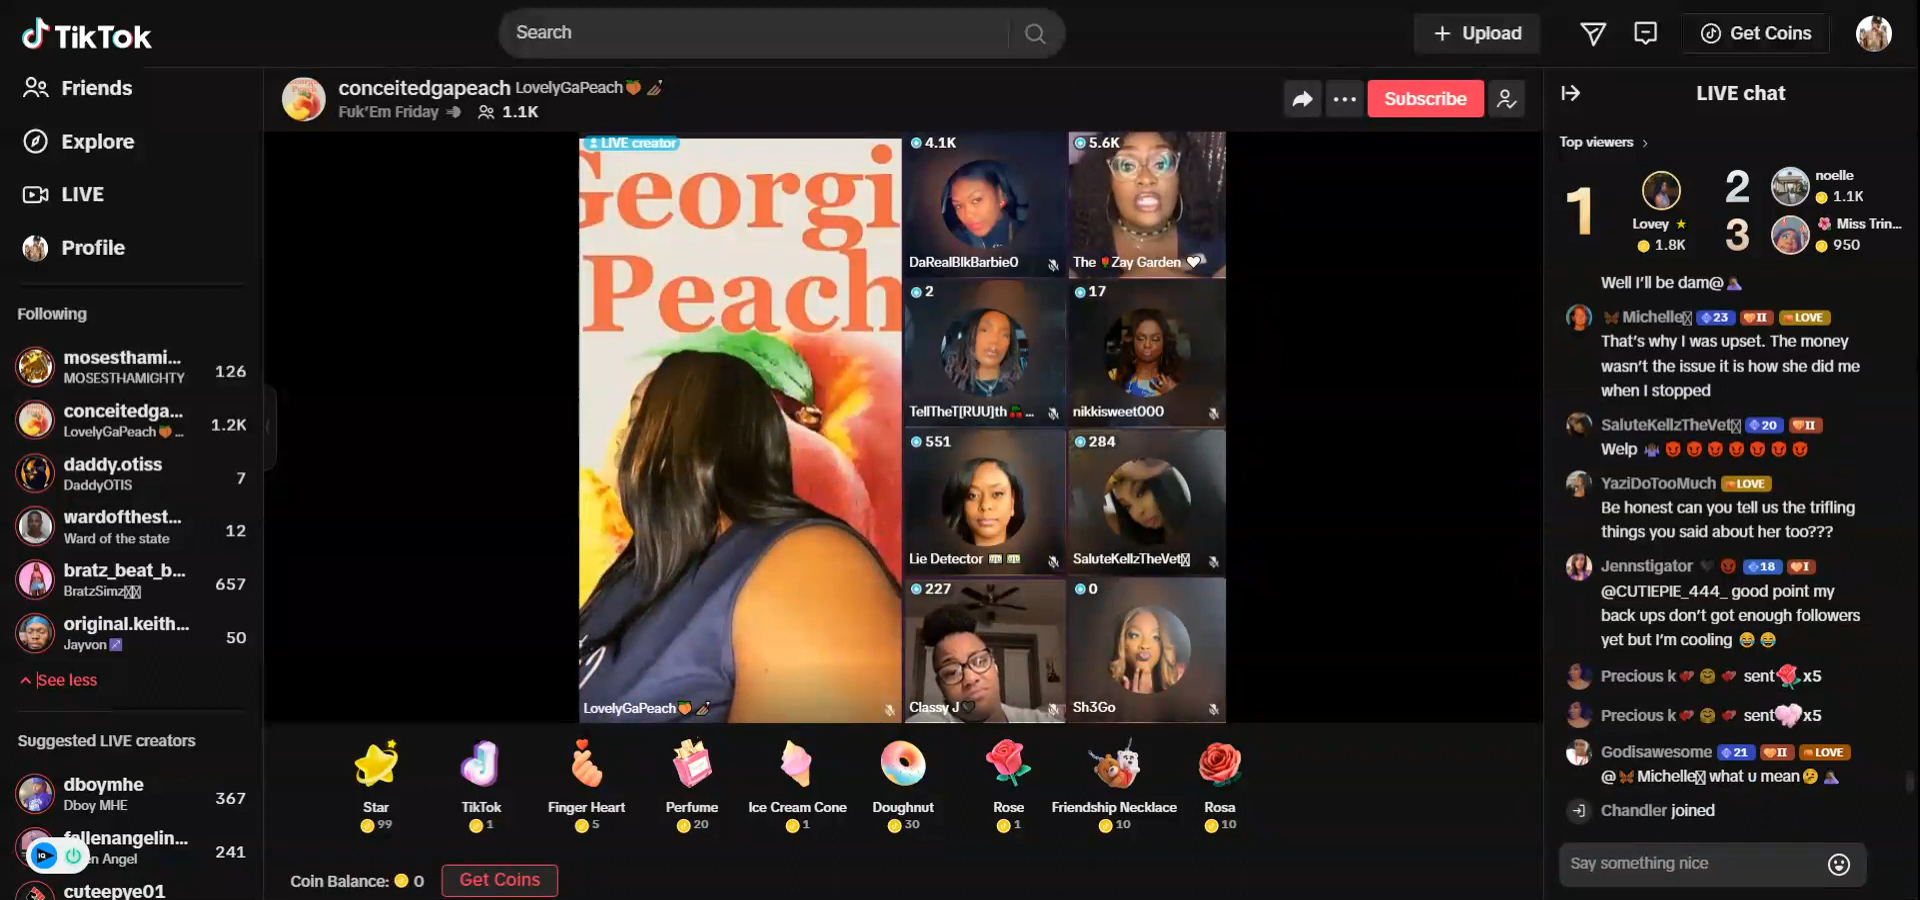 TikTok
Search
Upload
Get Coins
Friends
Explore
LIVE
Profile
Following
mosesthami...
MOSESTHAMIGHTY
126
conceitedga...
LovelyGaPeach🍑 ...
1.2K
daddy.otiss
DaddyOTIS
7
wardofthest...
Ward of the state
12
bratz_beat_b...
BratzSimz
657
original.keith...
Jayvon
50
See less
Suggested LIVE creators
dboymhe
Dboy MHE
367
fallenangelin...
en Angel
241
cuteepye01
conceitedgapeach LovelyGaPeach🍑💅🏾
Fuk'Em Friday
1.1K
Subscribe
LIVE creator
Georgi
Peach
LovelyGaPeach🍑💅🏾
4.1K
DaRealBlkBarbie0
5.6K
The 🌹Zay Garden 🤍
2
TellTheT[RUU]th🍒 ...
17
nikkisweet000
551
Lie Detector
284
SaluteKellzTheVet
227
Classy J🖤
0
Sh3Go
Star
99
TikTok
1
Finger Heart
5
Perfume
20
Ice Cream Cone
1
Doughnut
30
Rose
1
Friendship Necklace
10
Rosa
10
Coin Balance: 0
Get Coins
LIVE chat
Top viewers
1
Lovey
1.8K
2
noelle
1.1K
3
🌺 Miss Trin...
950
Well I'll be dam@🤦🏾‍♀️
🦋Michelle 23 II LOVE
That's why I was upset. The money
wasn't the issue it is how she did me
when I stopped
SaluteKellzTheVet 20 II
Welp 🤷🏾‍♀️😈😈😈😈😈😈😈
YaziDoTooMuch LOVE
Be honest can you tell us the trifling
things you said about her too???
Jennstigator 🖤😈 18 I
@CUTIEPIE_444_ good point my
back ups don't got enough followers
yet but I'm cooling 😂😂
Precious k💕🤗💕 sent x5
Precious k💕🤗💕 sent x5
Godisawesome 21 II LOVE
@🦋Michelle what u mean🤔🤦🏾‍♀️
Chandler joined
Say something nice